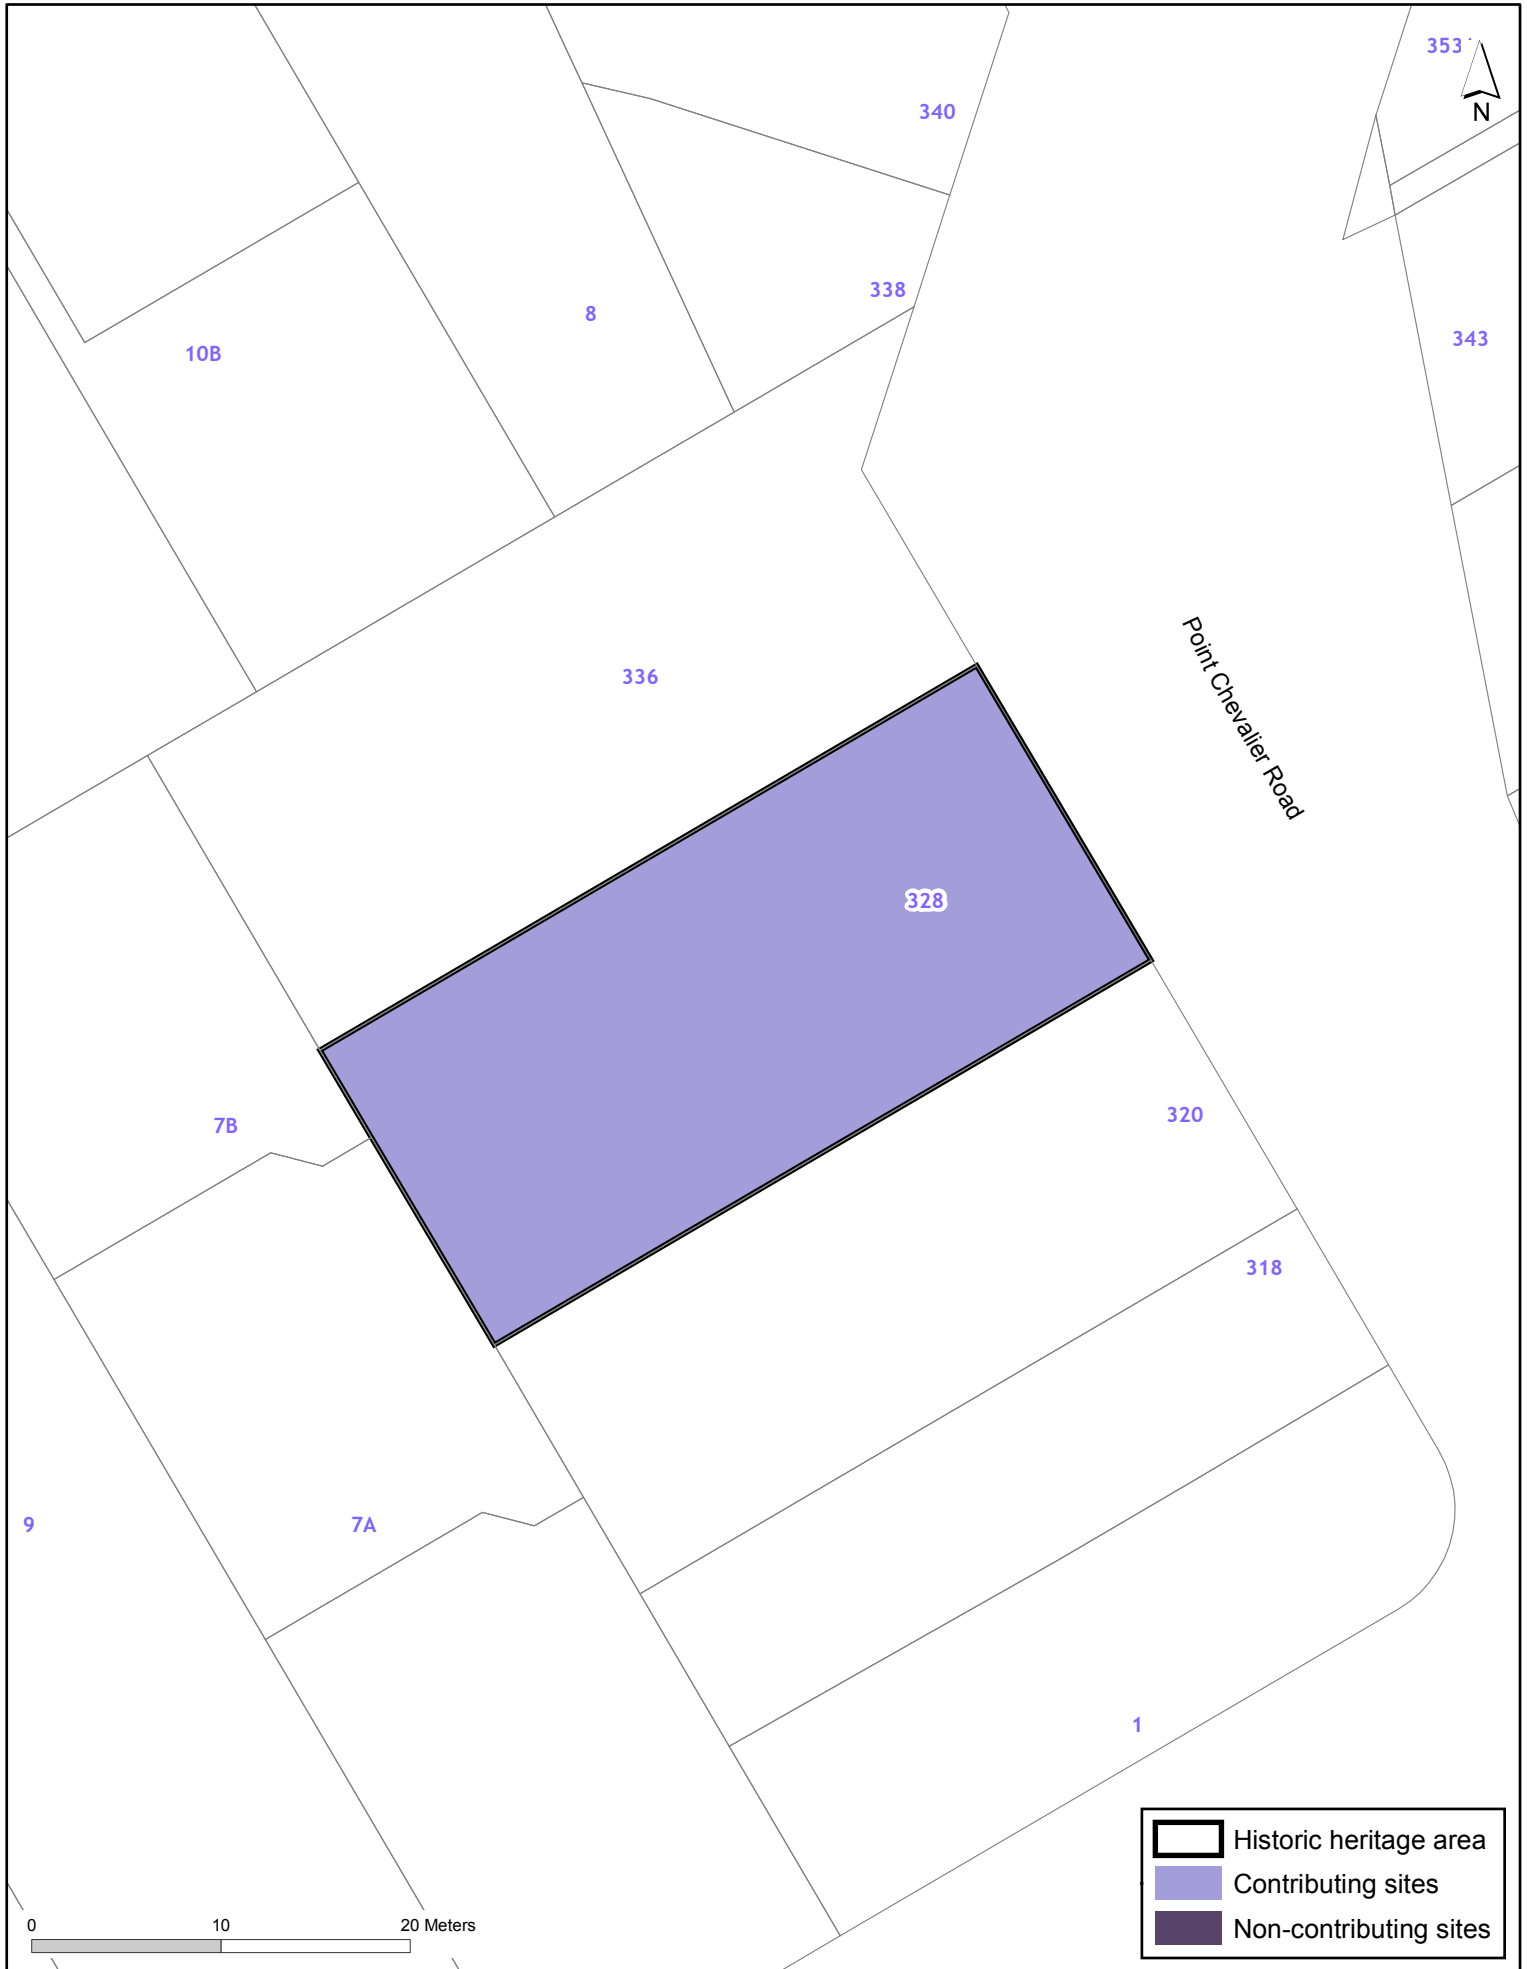 353
N
340
338
8
343
10B
336
Point Chevalier Road
328
7B
320
318
9
7A
1
Historic heritage area
Contributing sites
Non-contributing sites
0 10 20 Meters